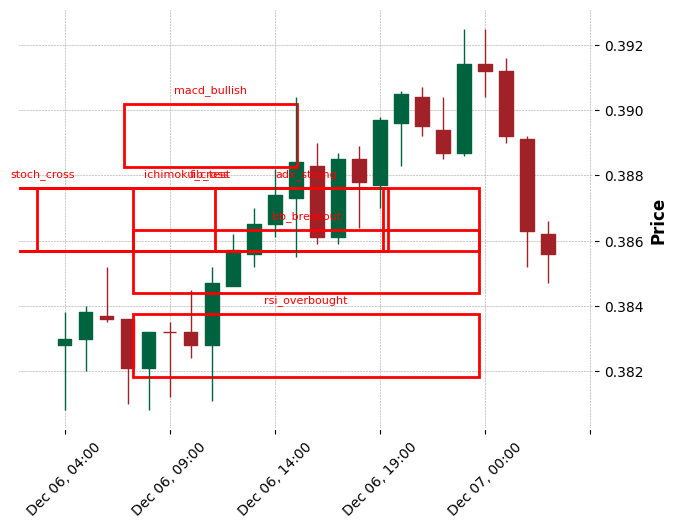 0.392
macd_bullish
0.390
stoch_cross
adx_strong
0.388
bb_breakout
0.386
Price
rsi_overbought
0.384
0.382
Dec 06, 04:00
Dec 06, 09:00
Dec 06, 14:00
Dec 06, 19:00
Dec 07, 00:00